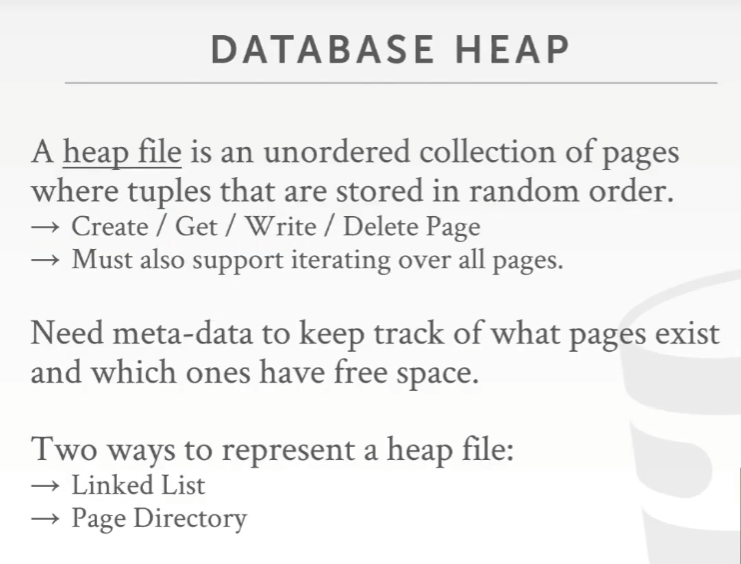 DATABASE HEAP
A heap file is an unordered collection of pages
where tuples that are stored in random order.
→ Create / Get / Write / Delete Page
→ Must also support iterating over all pages.
Need meta-data to keep track of what pages exist
and which ones have free space.
Two ways to represent a heap file:
→ Linked List
→ Page Directory